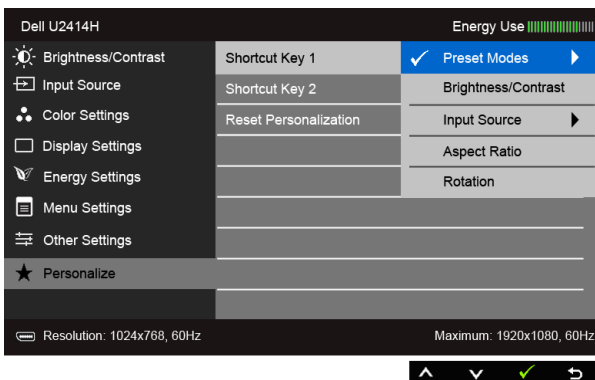 Dell U2414H Energy Use
Brightness/Contrast Shortcut Key 1 Preset Modes
Input Source Shortcut Key 2 Brightness/Contrast
Color Settings Reset Personalization Input Source
Display Settings Aspect Ratio
Energy Settings Rotation
Menu Settings
Other Settings
Personalize
Resolution: 1024x768, 60Hz Maximum: 1920x1080, 60Hz